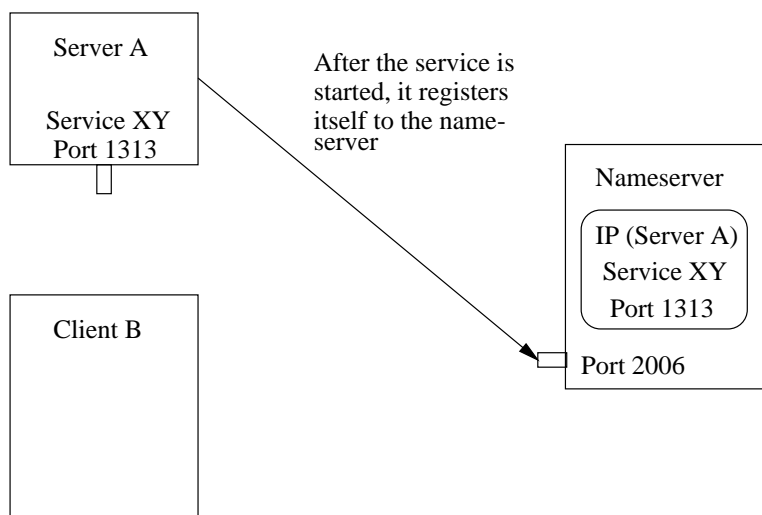 Server A
Service XY
Port 1313
After the service is
started, it registers
itself to the name-
server
Nameserver
IP (Server A)
Service XY
Port 1313
Port 2006
Client B